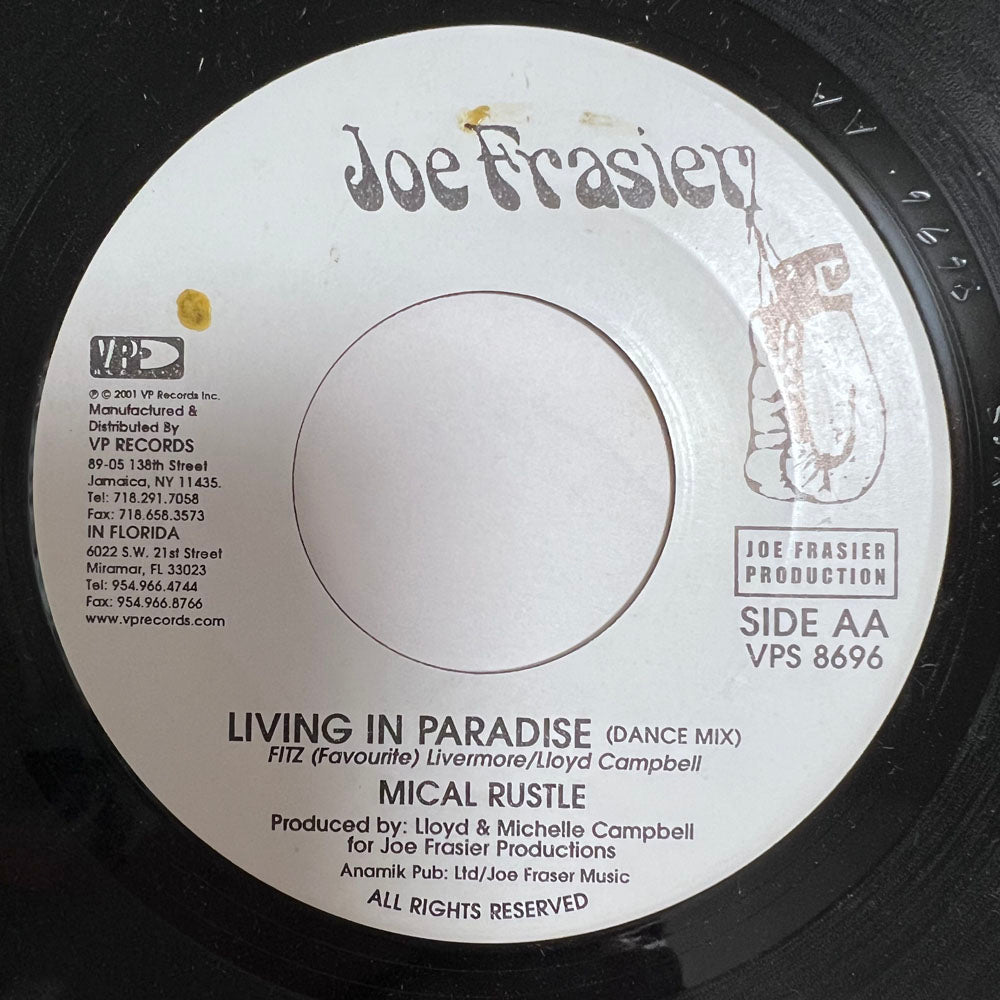 Joe Frasier
VP
℗ © 2001 VP Records Inc.
Manufactured &
Distributed By
VP RECORDS
89-05 138th Street
Jamaica, NY 11435.
Tel: 718.291.7058
Fax: 718.658.3573
IN FLORIDA
6022 S.W. 21st Street
Miramar, FL 33023
Tel: 954.966.4744
Fax: 954.966.8766
www.vprecords.com
JOE FRASIER
PRODUCTION
SIDE AA
VPS 8696
LIVING IN PARADISE (DANCE MIX)
FITZ (Favourite) Livermore/Lloyd Campbell
MICAL RUSTLE
Produced by: Lloyd & Michelle Campbell
for Joe Frasier Productions
Anamik Pub: Ltd/Joe Fraser Music
ALL RIGHTS RESERVED